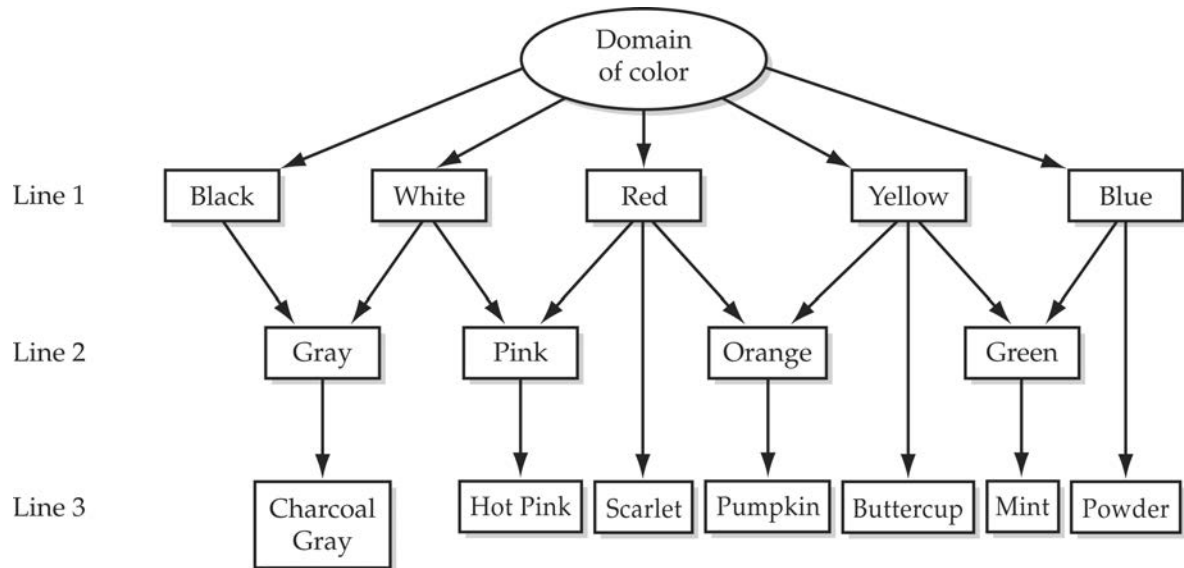 Domain
of color
Line 1
Black
White
Red
Yellow
Blue
Line 2
Gray
Pink
Orange
Green
Line 3
Charcoal
Gray
Hot Pink
Scarlet
Pumpkin
Buttercup
Mint
Powder